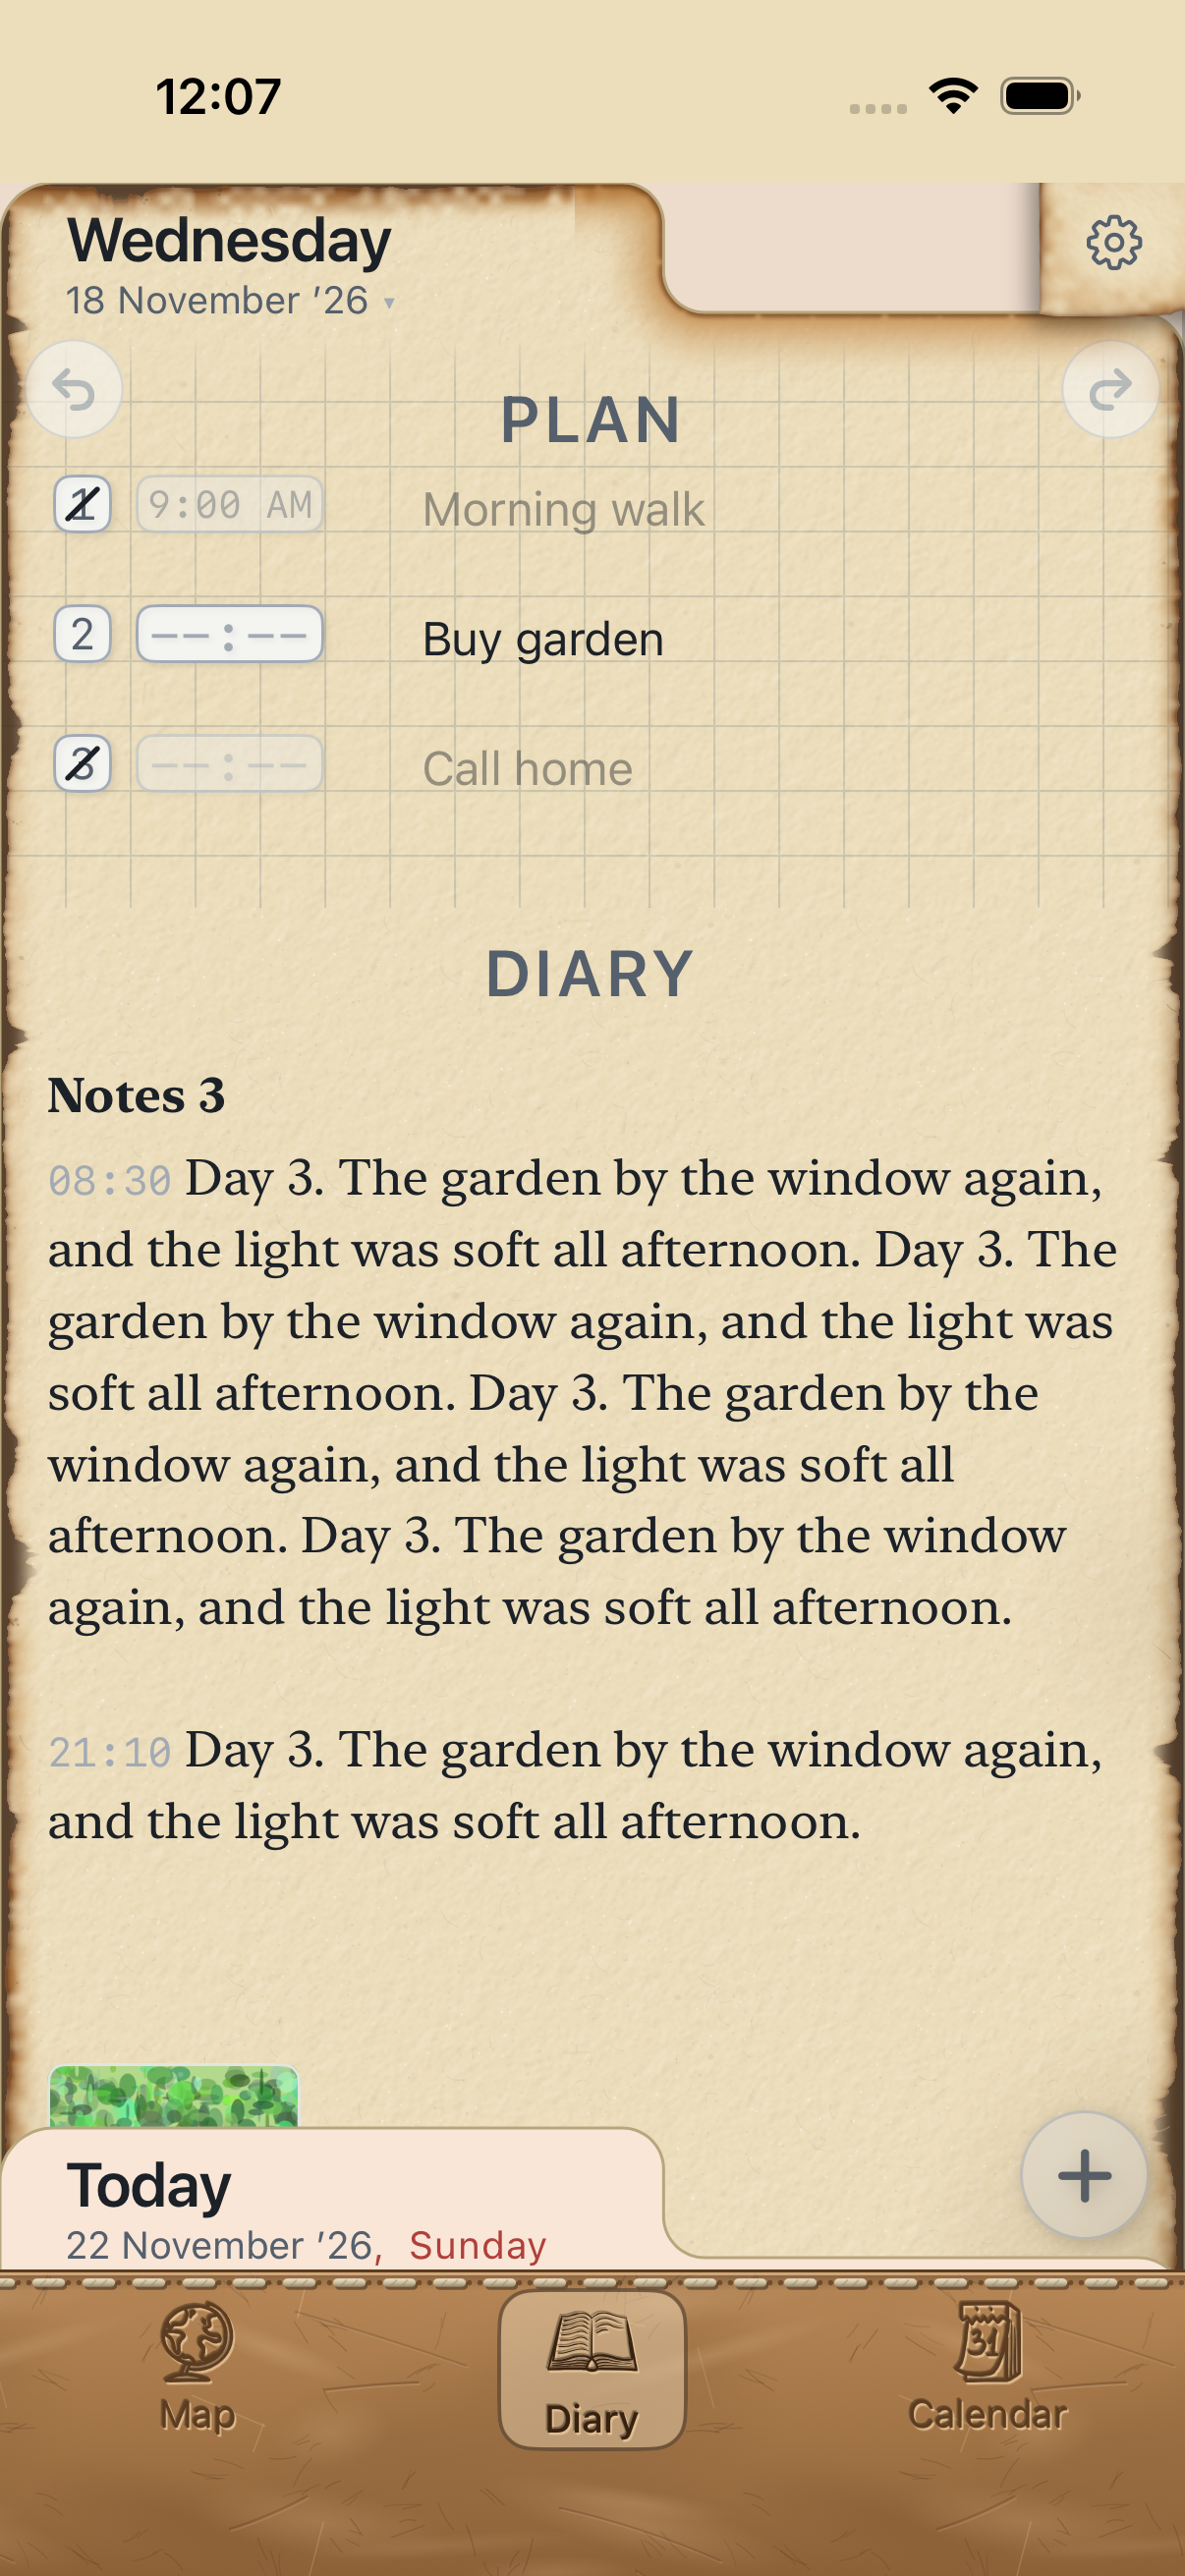 12:07
Wednesday
18 November ’26 ▾
PLAN
1 9:00 AM Morning walk
2 ––:–– Buy garden
3 ––:–– Call home
DIARY
Notes 3
08:30 Day 3. The garden by the window again,
and the light was soft all afternoon. Day 3. The
garden by the window again, and the light was
soft all afternoon. Day 3. The garden by the
window again, and the light was soft all
afternoon. Day 3. The garden by the window
again, and the light was soft all afternoon.
21:10 Day 3. The garden by the window again,
and the light was soft all afternoon.
Today
22 November ’26, Sunday
31
Map
Diary
Calendar